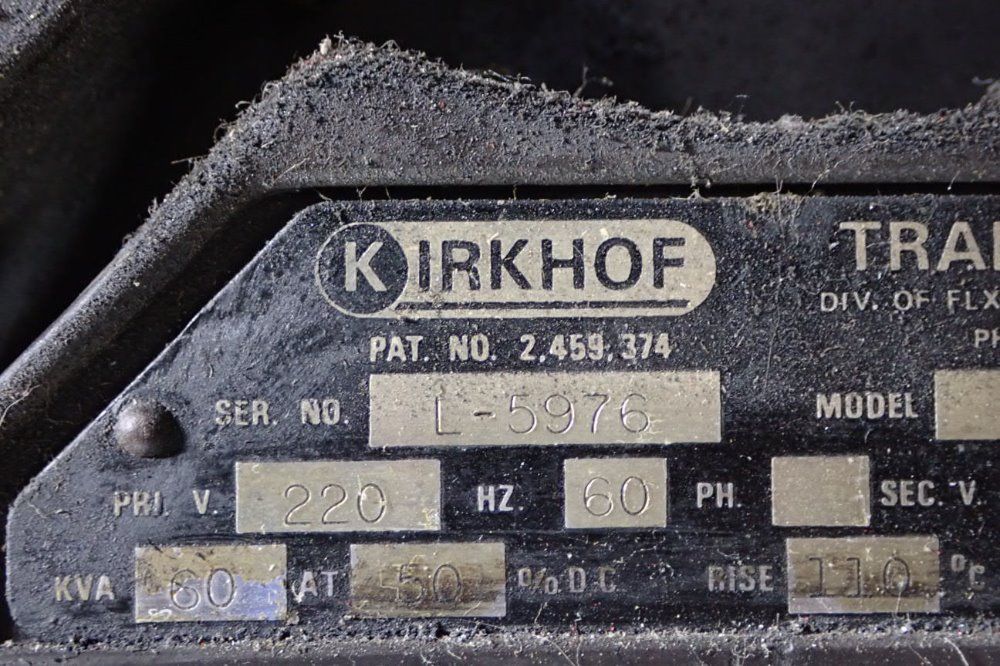 KIRKHOF TRA
DIV. OF FLX
PAT. NO. 2,459,374
SER. NO. L-5976 MODEL
PRI. V. 220 HZ. 60 PH. SEC. V.
KVA 60 AT 50 % D.C. RISE 110 °C